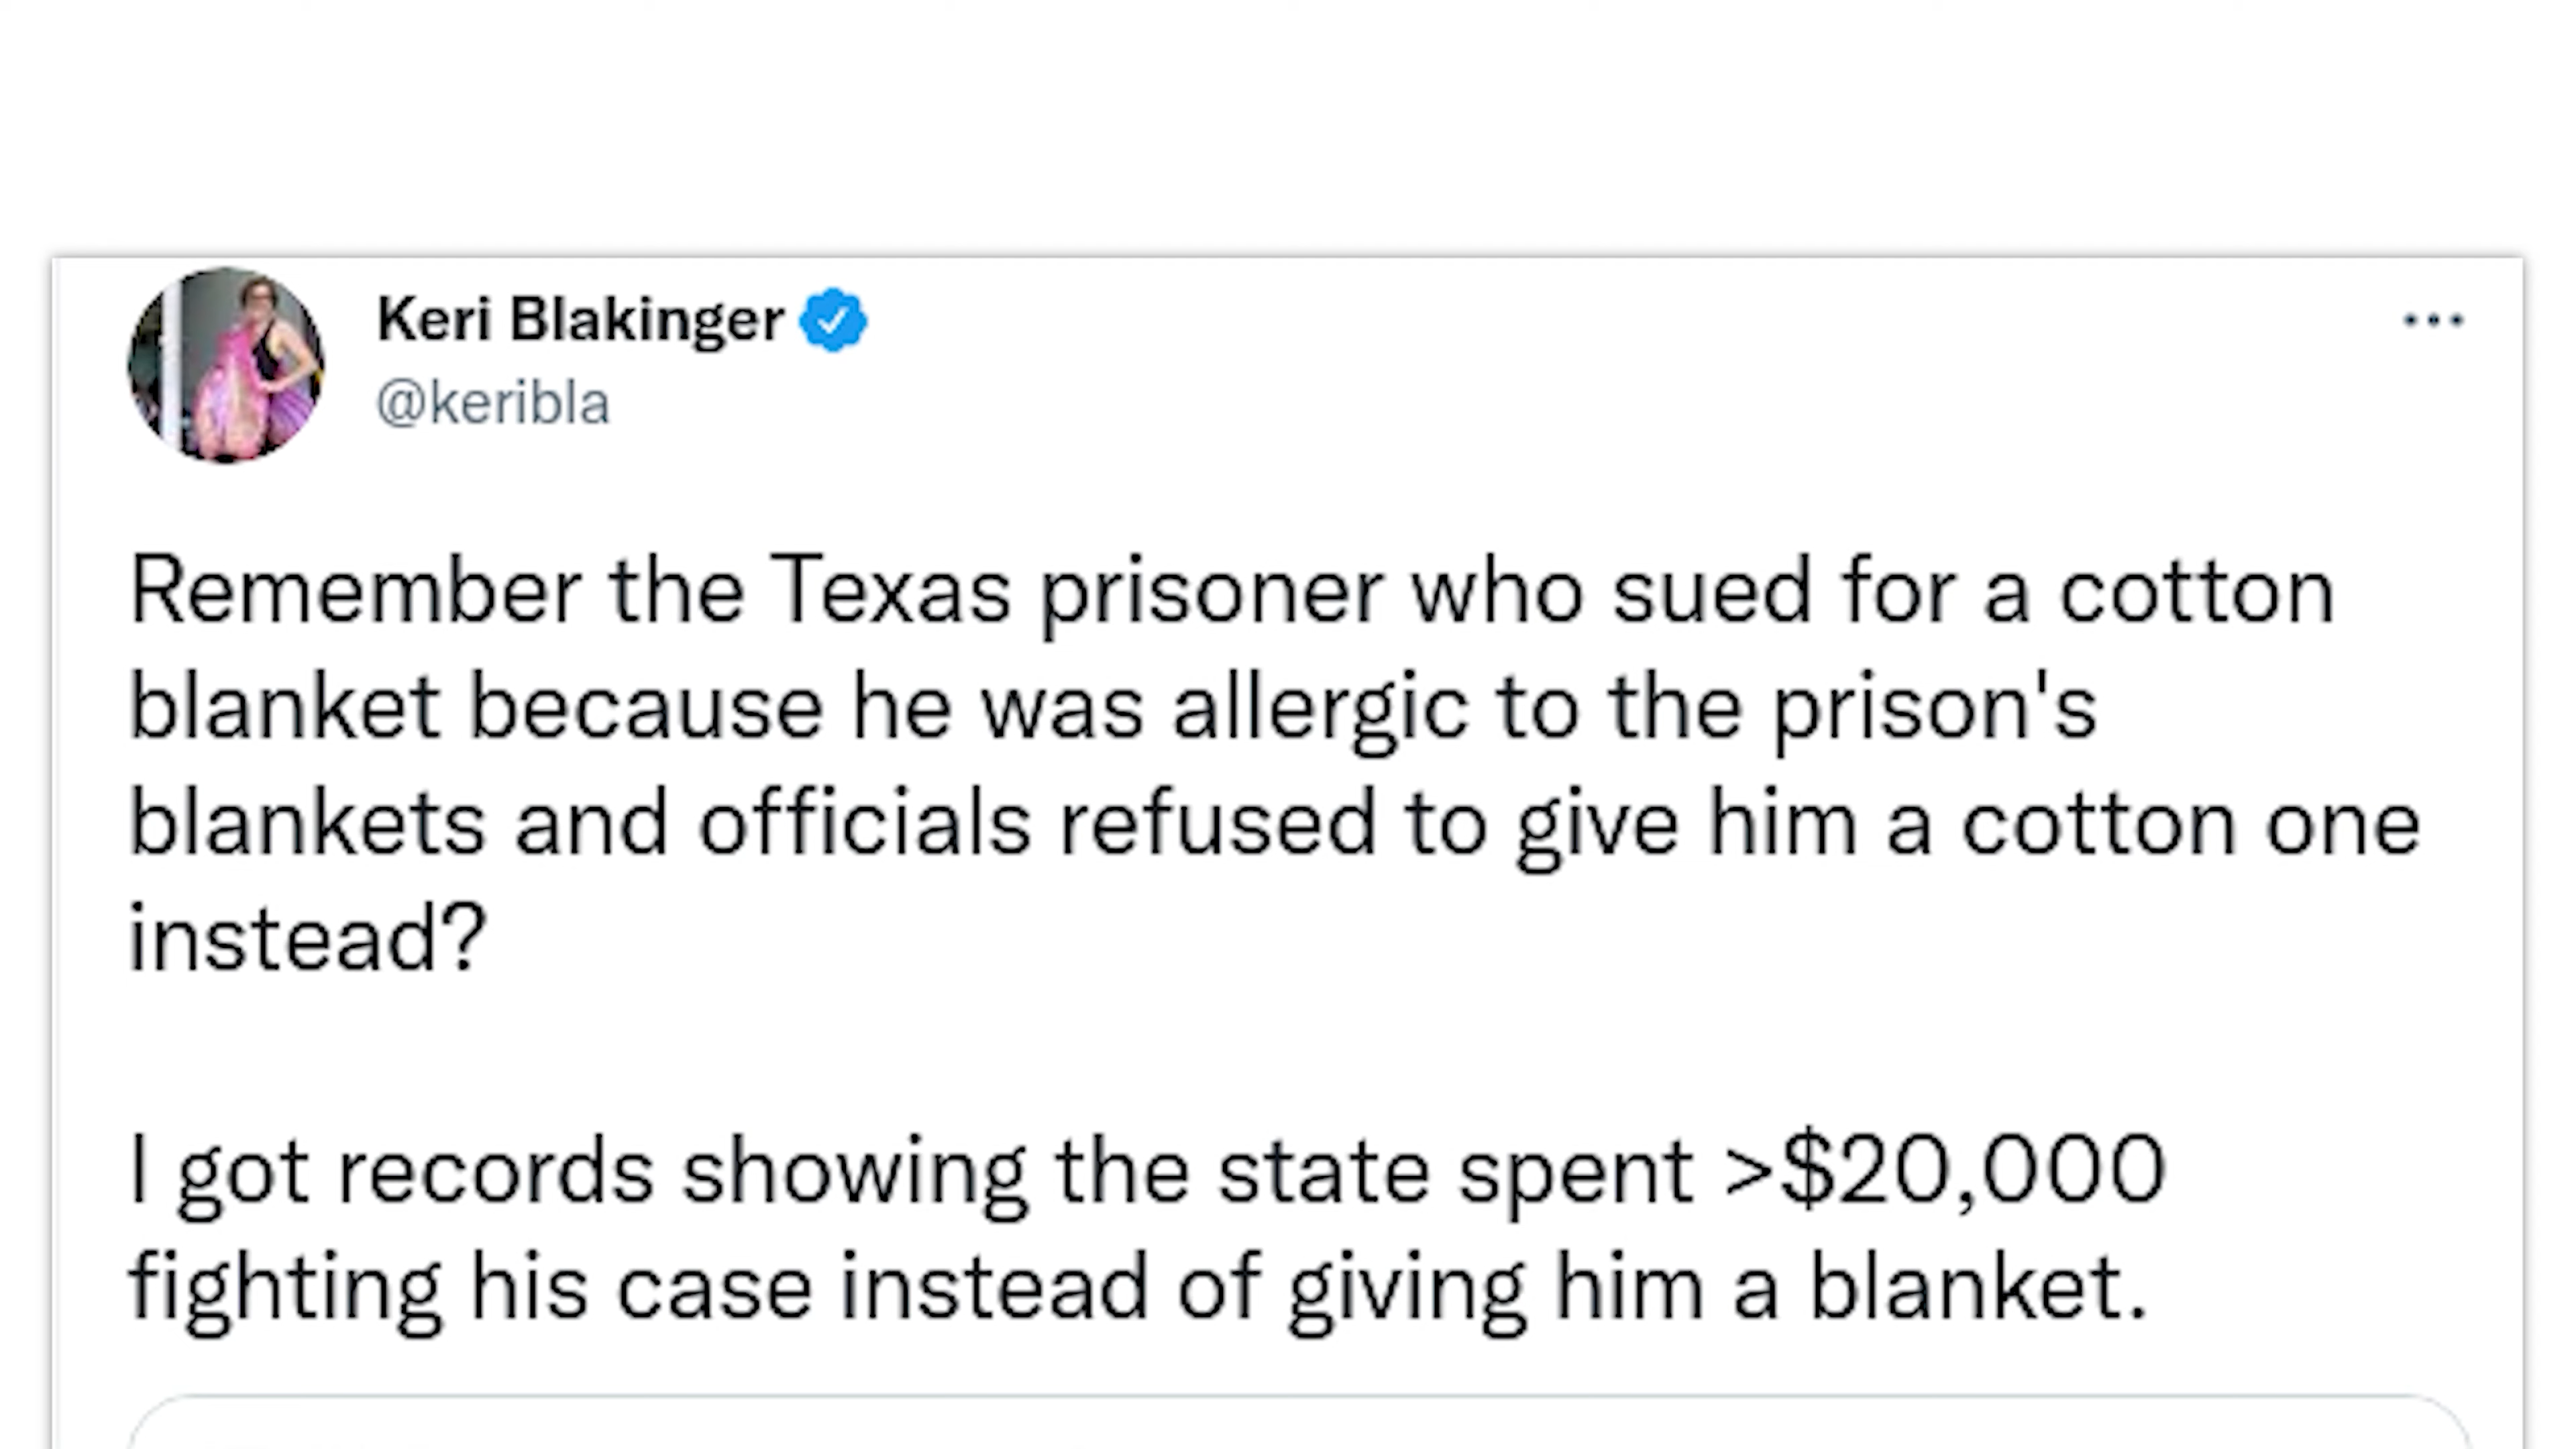 Keri Blakinger
@keribla
Remember the Texas prisoner who sued for a cotton
blanket because he was allergic to the prison's
blankets and officials refused to give him a cotton one
instead?
I got records showing the state spent >$20,000
fighting his case instead of giving him a blanket.